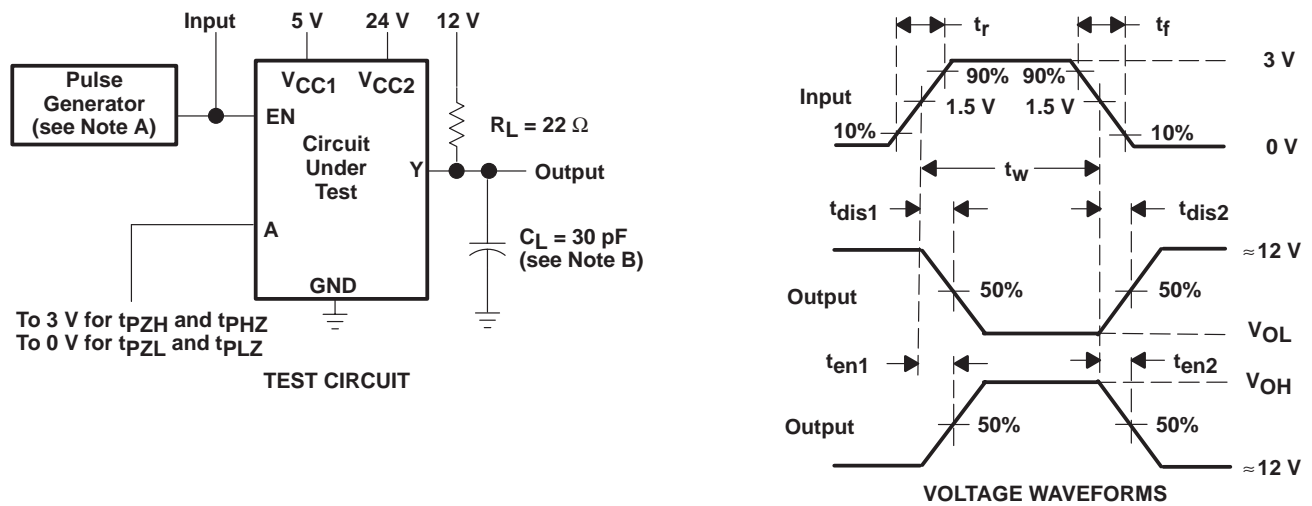 Input
5 V
24 V
12 V
Pulse
Generator
(see Note A)
VCC1
VCC2
EN
Circuit
Under
Test
Y
A
GND
RL = 22 Ω
Output
CL = 30 pF
(see Note B)
To 3 V for tPZH and tPHZ
To 0 V for tPZL and tPLZ
TEST CIRCUIT
tr
tf
3 V
90%
90%
Input
1.5 V
1.5 V
10%
10%
0 V
tw
tdis1
tdis2
≈ 12 V
Output
50%
50%
VOL
ten1
ten2
VOH
Output
50%
50%
≈ 12 V
VOLTAGE WAVEFORMS